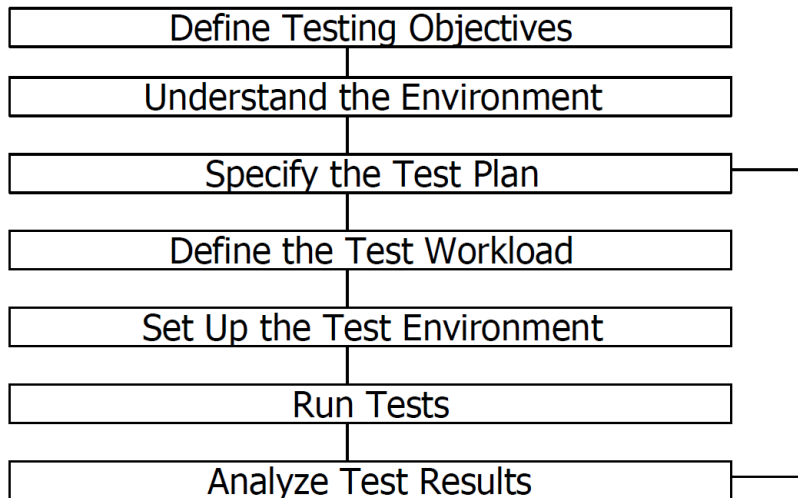 Define Testing Objectives
Understand the Environment
Specify the Test Plan
Define the Test Workload
Set Up the Test Environment
Run Tests
Analyze Test Results